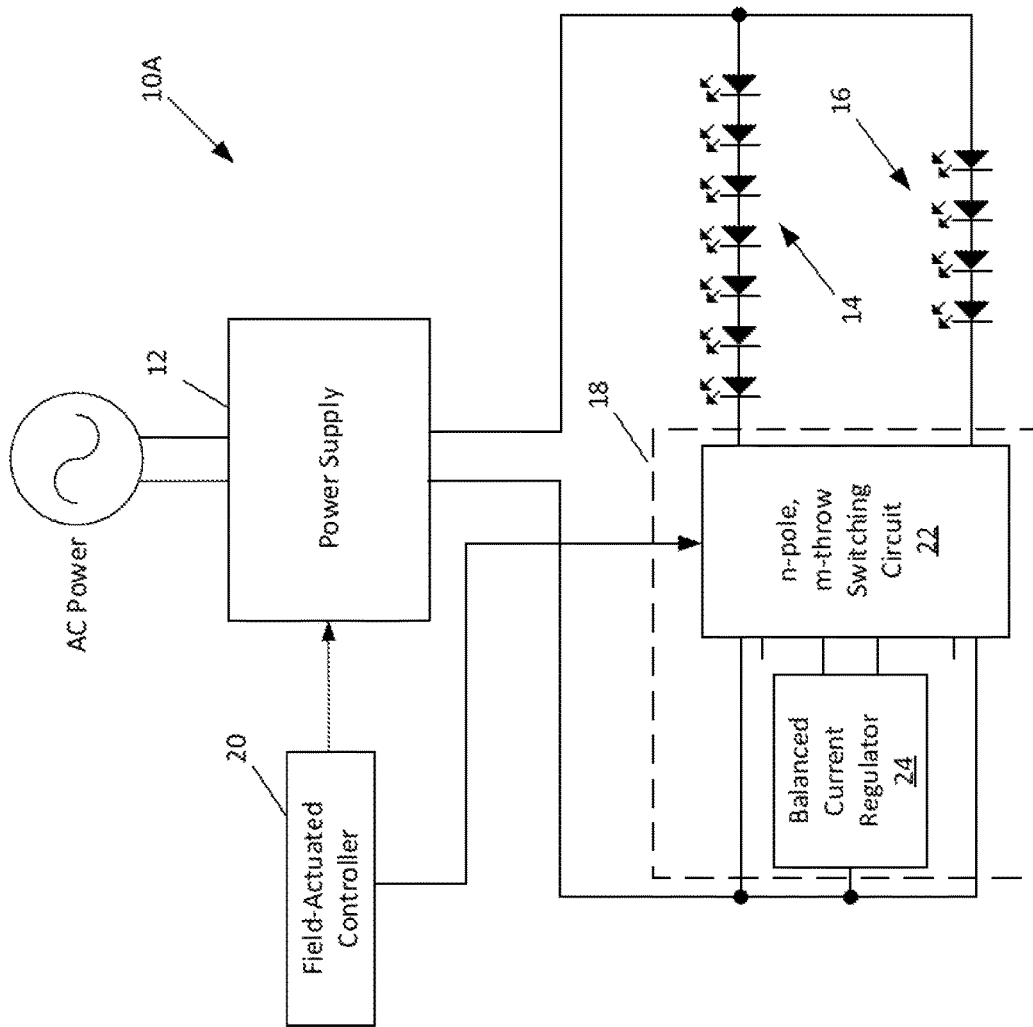 10A
AC Power
12
Power Supply
20
Field-Actuated
Controller
18
n-pole,
m-throw
Switching
Circuit
22
Balanced
Current
Regulator
24
14
16